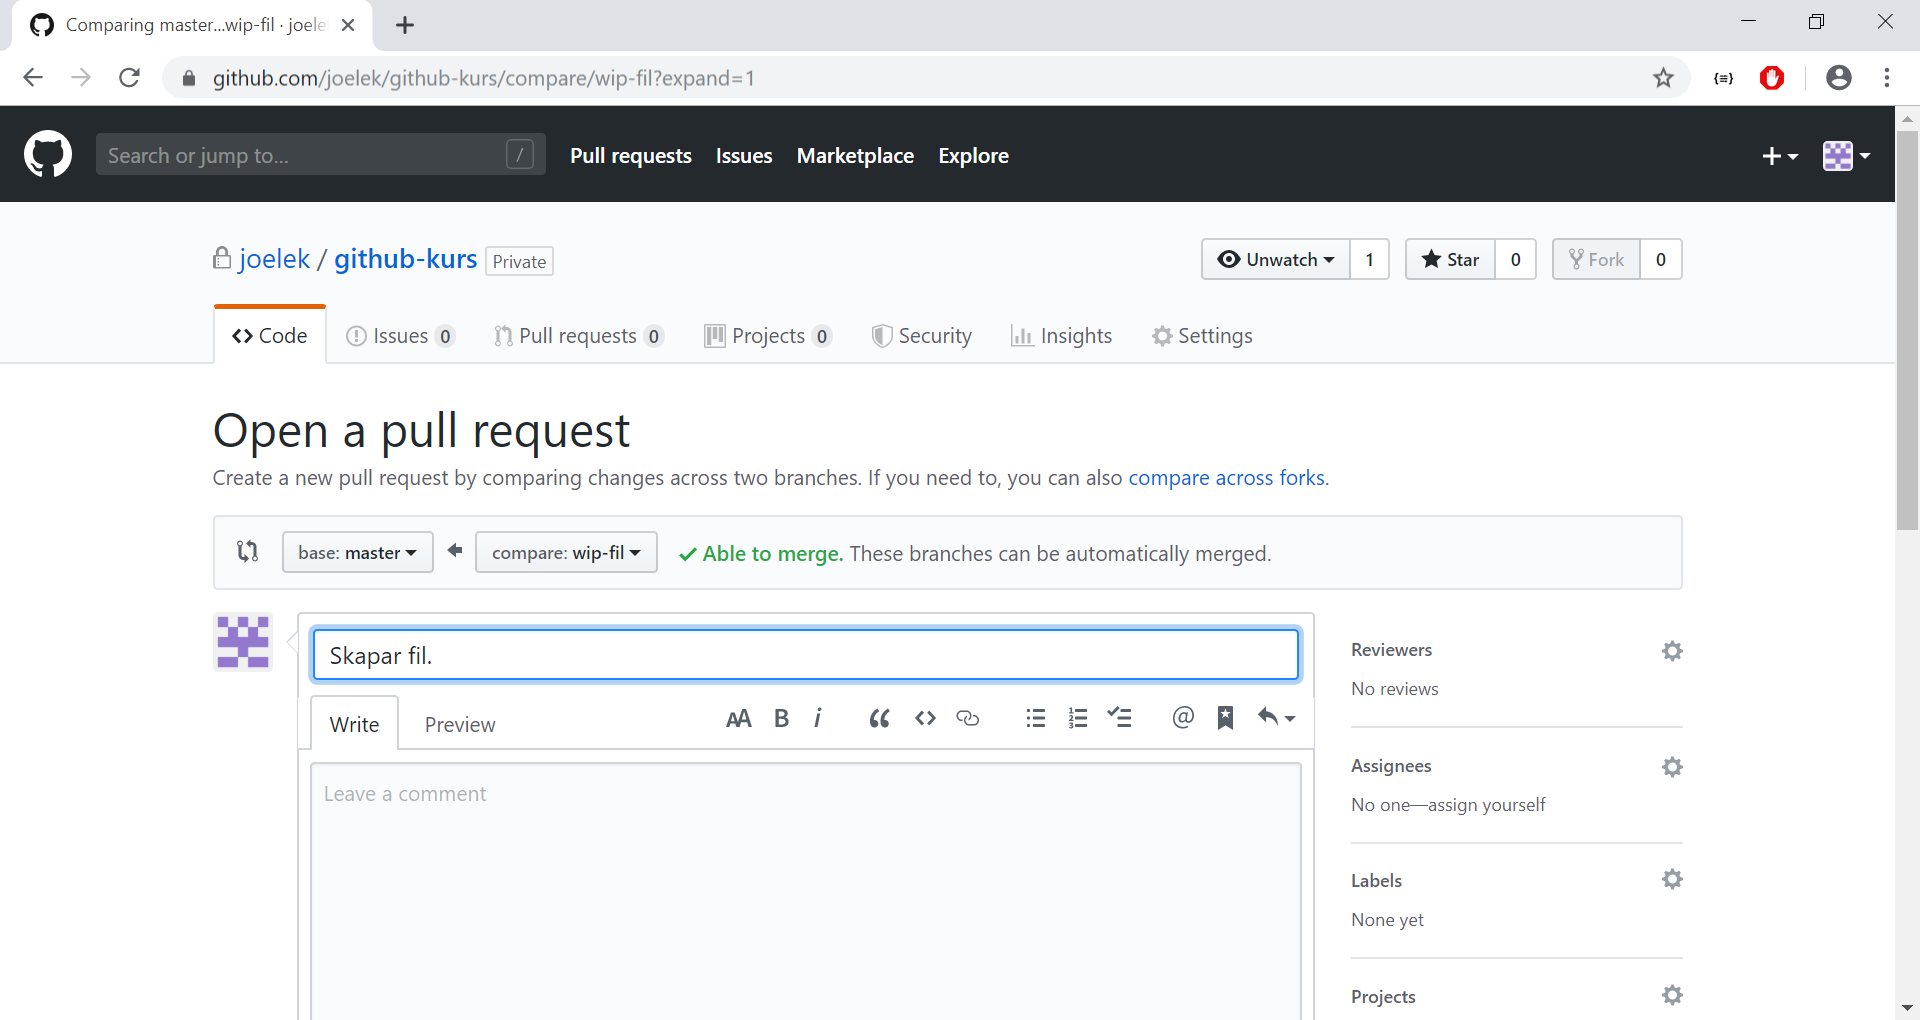 Comparing master...wip-fil · joele
github.com/joelek/github-kurs/compare/wip-fil?expand=1
Search or jump to... /
Pull requests Issues Marketplace Explore
joelek / github-kurs Private
Unwatch 1 Star 0 Fork 0
Code Issues 0 Pull requests 0 Projects 0 Security Insights Settings
Open a pull request
Create a new pull request by comparing changes across two branches. If you need to, you can also compare across forks.
base: master compare: wip-fil Able to merge. These branches can be automatically merged.
Skapar fil.
Write Preview
Leave a comment
Reviewers
No reviews
Assignees
No one—assign yourself
Labels
None yet
Projects